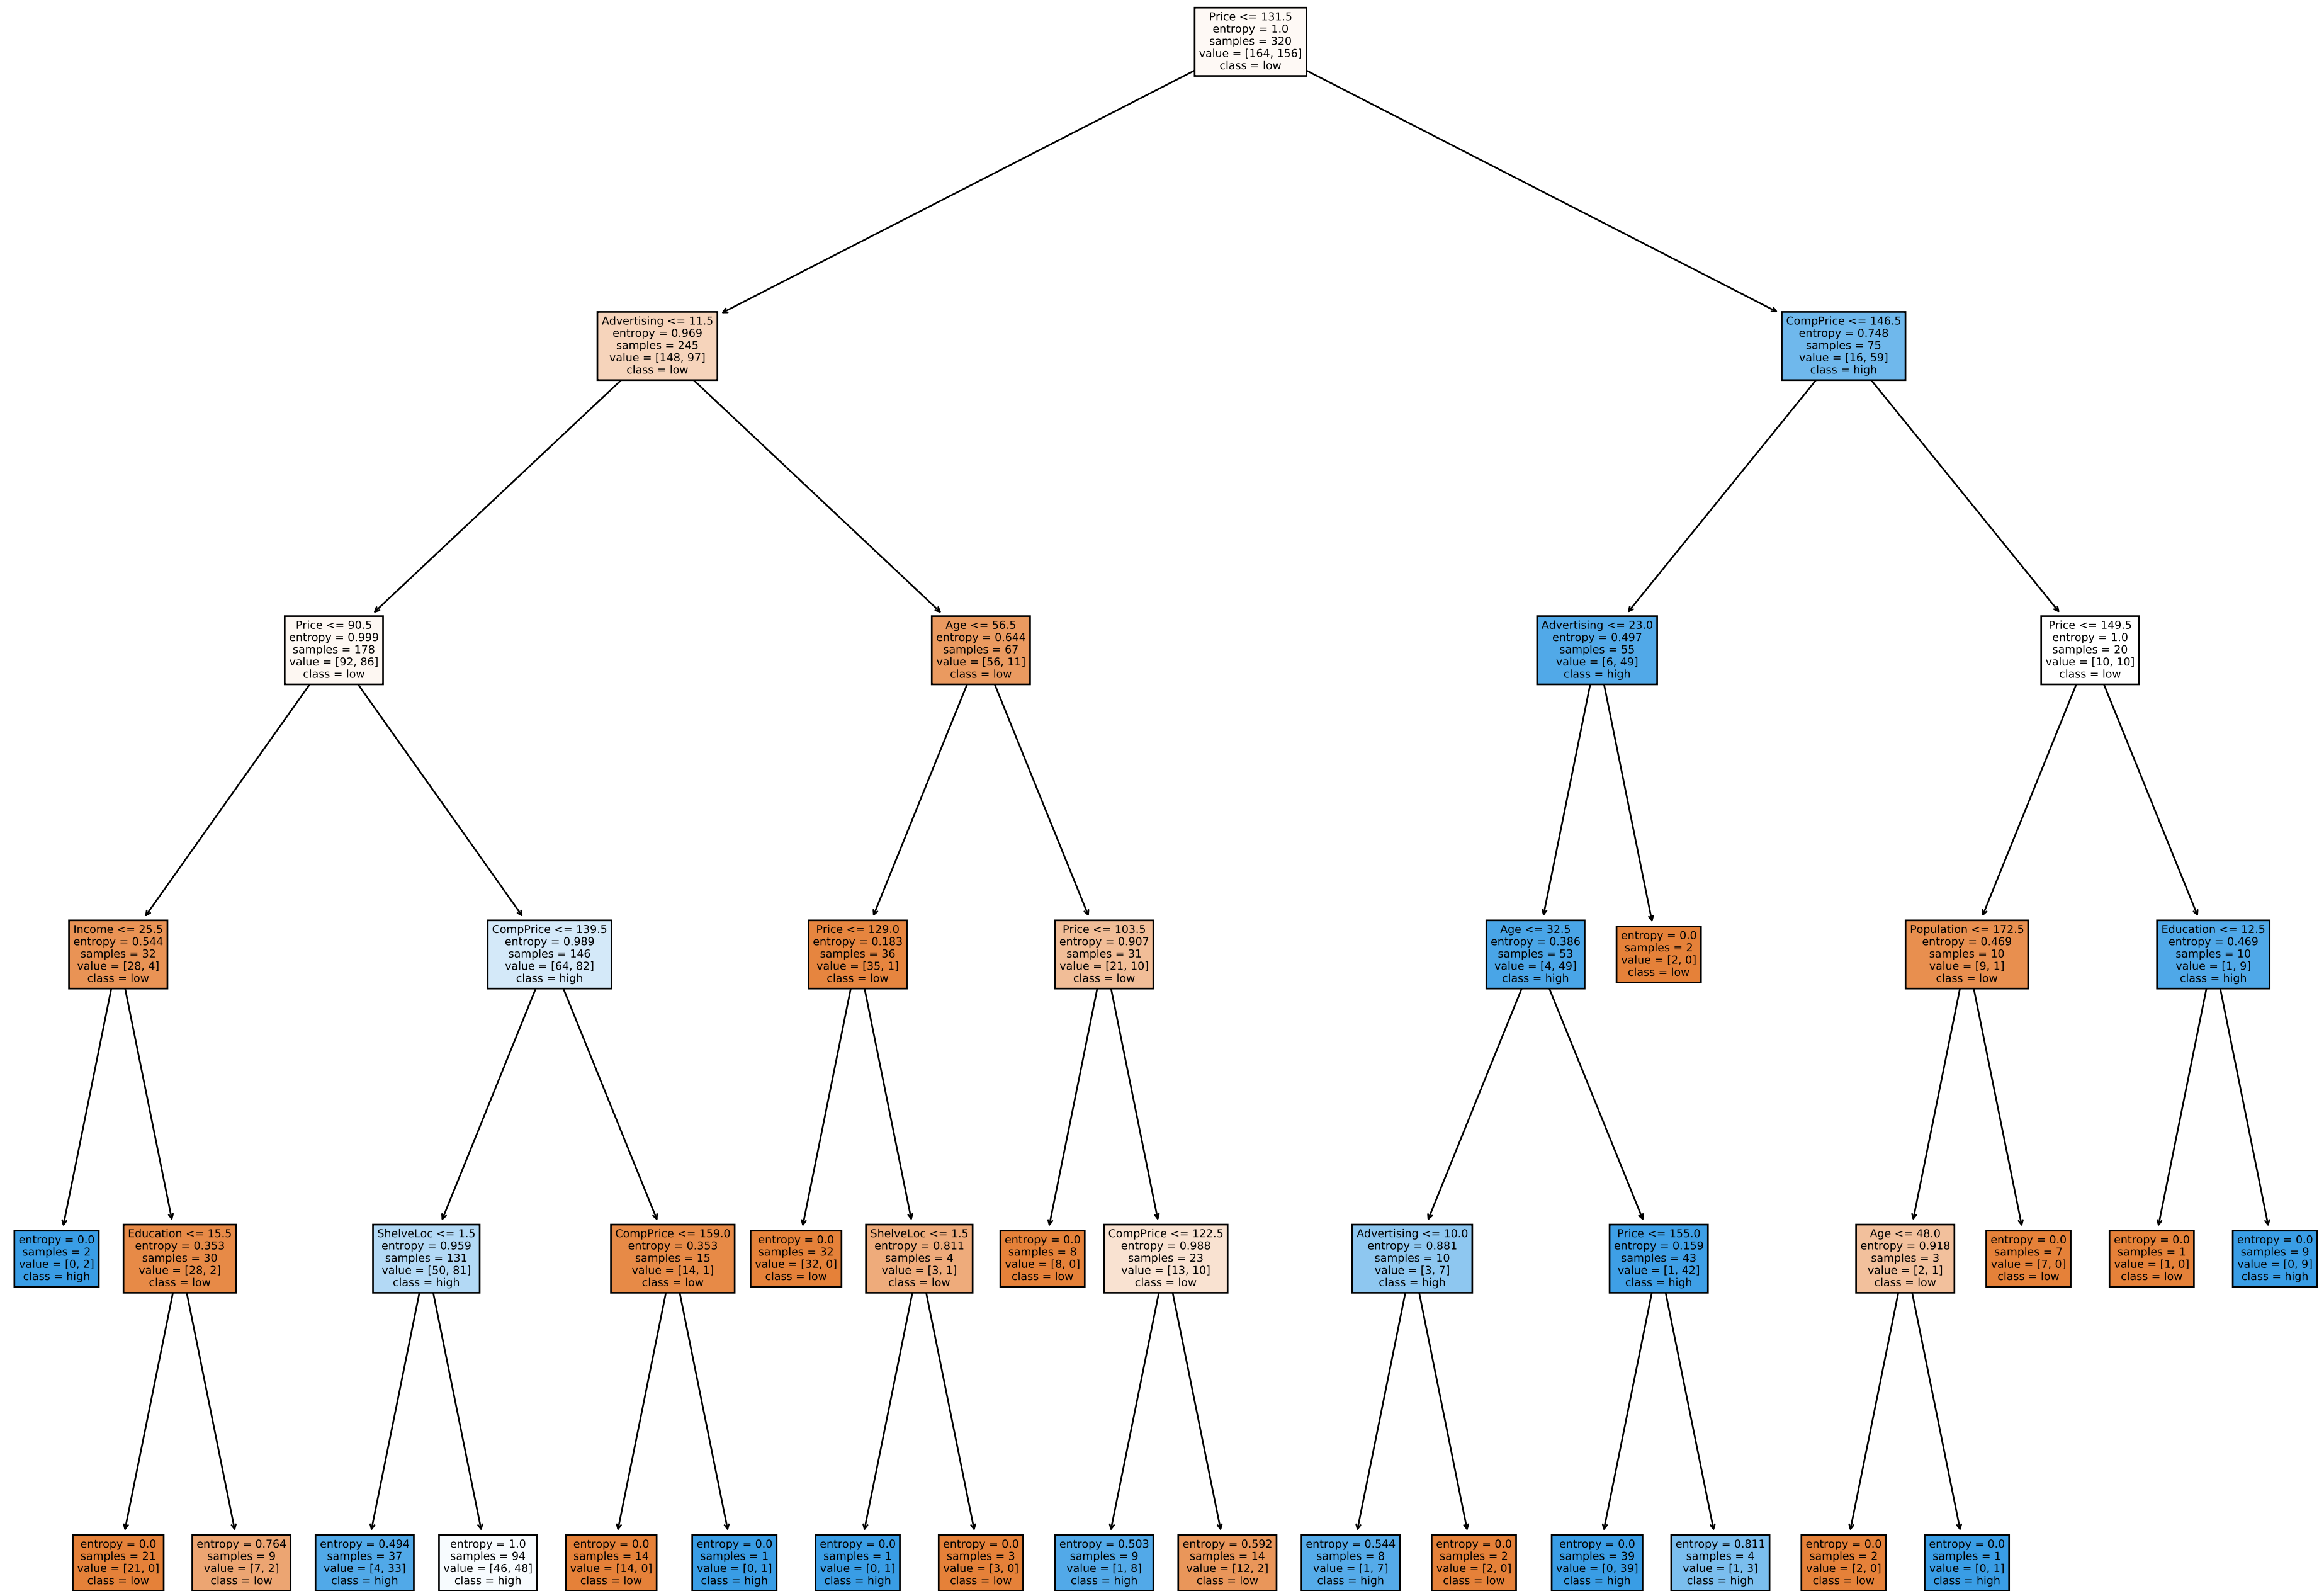 Price <= 131.5
entropy = 1.0
samples = 320
value = [164, 156]
class = low
Advertising <= 11.5
entropy = 0.969
samples = 245
value = [148, 97]
class = low
CompPrice <= 146.5
entropy = 0.748
samples = 75
value = [16, 59]
class = high
Price <= 90.5
entropy = 0.999
samples = 178
value = [92, 86]
class = low
Age <= 56.5
entropy = 0.644
samples = 67
value = [56, 11]
class = low
Advertising <= 23.0
entropy = 0.497
samples = 55
value = [6, 49]
class = high
Price <= 149.5
entropy = 1.0
samples = 20
value = [10, 10]
class = low
Income <= 25.5
entropy = 0.544
samples = 32
value = [28, 4]
class = low
CompPrice <= 139.5
entropy = 0.989
samples = 146
value = [64, 82]
class = high
Price <= 129.0
entropy = 0.183
samples = 36
value = [35, 1]
class = low
Price <= 103.5
entropy = 0.907
samples = 31
value = [21, 10]
class = low
Age <= 32.5
entropy = 0.386
samples = 53
value = [4, 49]
class = high
entropy = 0.0
samples = 2
value = [2, 0]
class = low
Population <= 172.5
entropy = 0.469
samples = 10
value = [9, 1]
class = low
Education <= 12.5
entropy = 0.469
samples = 10
value = [1, 9]
class = high
entropy = 0.0
samples = 2
value = [0, 2]
class = high
Education <= 15.5
entropy = 0.353
samples = 30
value = [28, 2]
class = low
ShelveLoc <= 1.5
entropy = 0.959
samples = 131
value = [50, 81]
class = high
CompPrice <= 159.0
entropy = 0.353
samples = 15
value = [14, 1]
class = low
entropy = 0.0
samples = 32
value = [32, 0]
class = low
ShelveLoc <= 1.5
entropy = 0.811
samples = 4
value = [3, 1]
class = low
entropy = 0.0
samples = 8
value = [8, 0]
class = low
CompPrice <= 122.5
entropy = 0.988
samples = 23
value = [13, 10]
class = low
Advertising <= 10.0
entropy = 0.881
samples = 10
value = [3, 7]
class = high
Price <= 155.0
entropy = 0.159
samples = 43
value = [1, 42]
class = high
Age <= 48.0
entropy = 0.918
samples = 3
value = [2, 1]
class = low
entropy = 0.0
samples = 7
value = [7, 0]
class = low
entropy = 0.0
samples = 1
value = [1, 0]
class = low
entropy = 0.0
samples = 9
value = [0, 9]
class = high
entropy = 0.0
samples = 21
value = [21, 0]
class = low
entropy = 0.764
samples = 9
value = [7, 2]
class = low
entropy = 0.494
samples = 37
value = [4, 33]
class = high
entropy = 1.0
samples = 94
value = [46, 48]
class = high
entropy = 0.0
samples = 14
value = [14, 0]
class = low
entropy = 0.0
samples = 1
value = [0, 1]
class = high
entropy = 0.0
samples = 1
value = [0, 1]
class = high
entropy = 0.0
samples = 3
value = [3, 0]
class = low
entropy = 0.503
samples = 9
value = [1, 8]
class = high
entropy = 0.592
samples = 14
value = [12, 2]
class = low
entropy = 0.544
samples = 8
value = [1, 7]
class = high
entropy = 0.0
samples = 2
value = [2, 0]
class = low
entropy = 0.0
samples = 39
value = [0, 39]
class = high
entropy = 0.811
samples = 4
value = [1, 3]
class = high
entropy = 0.0
samples = 2
value = [2, 0]
class = low
entropy = 0.0
samples = 1
value = [0, 1]
class = high